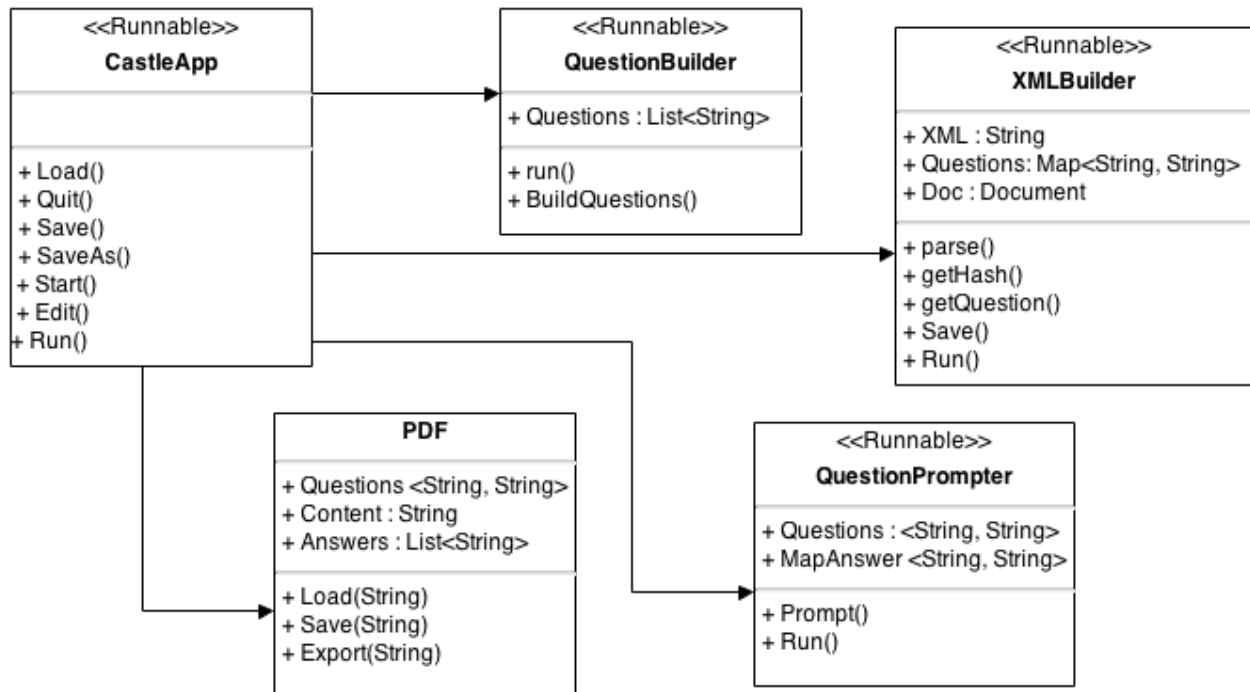 <<Runnable>>
CastleApp
+ Load()
+ Quit()
+ Save()
+ SaveAs()
+ Start()
+ Edit()
+ Run()
<<Runnable>>
QuestionBuilder
+ Questions : List<String>
+ run()
+ BuildQuestions()
<<Runnable>>
XMLBuilder
+ XML : String
+ Questions: Map<String, String>
+ Doc : Document
+ parse()
+ getHash()
+ getQuestion()
+ Save()
+ Run()
PDF
+ Questions <String, String>
+ Content : String
+ Answers : List<String>
+ Load(String)
+ Save(String)
+ Export(String)
<<Runnable>>
QuestionPrompter
+ Questions : <String, String>
+ MapAnswer <String, String>
+ Prompt()
+ Run()